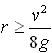 r ≥ v² / 8g